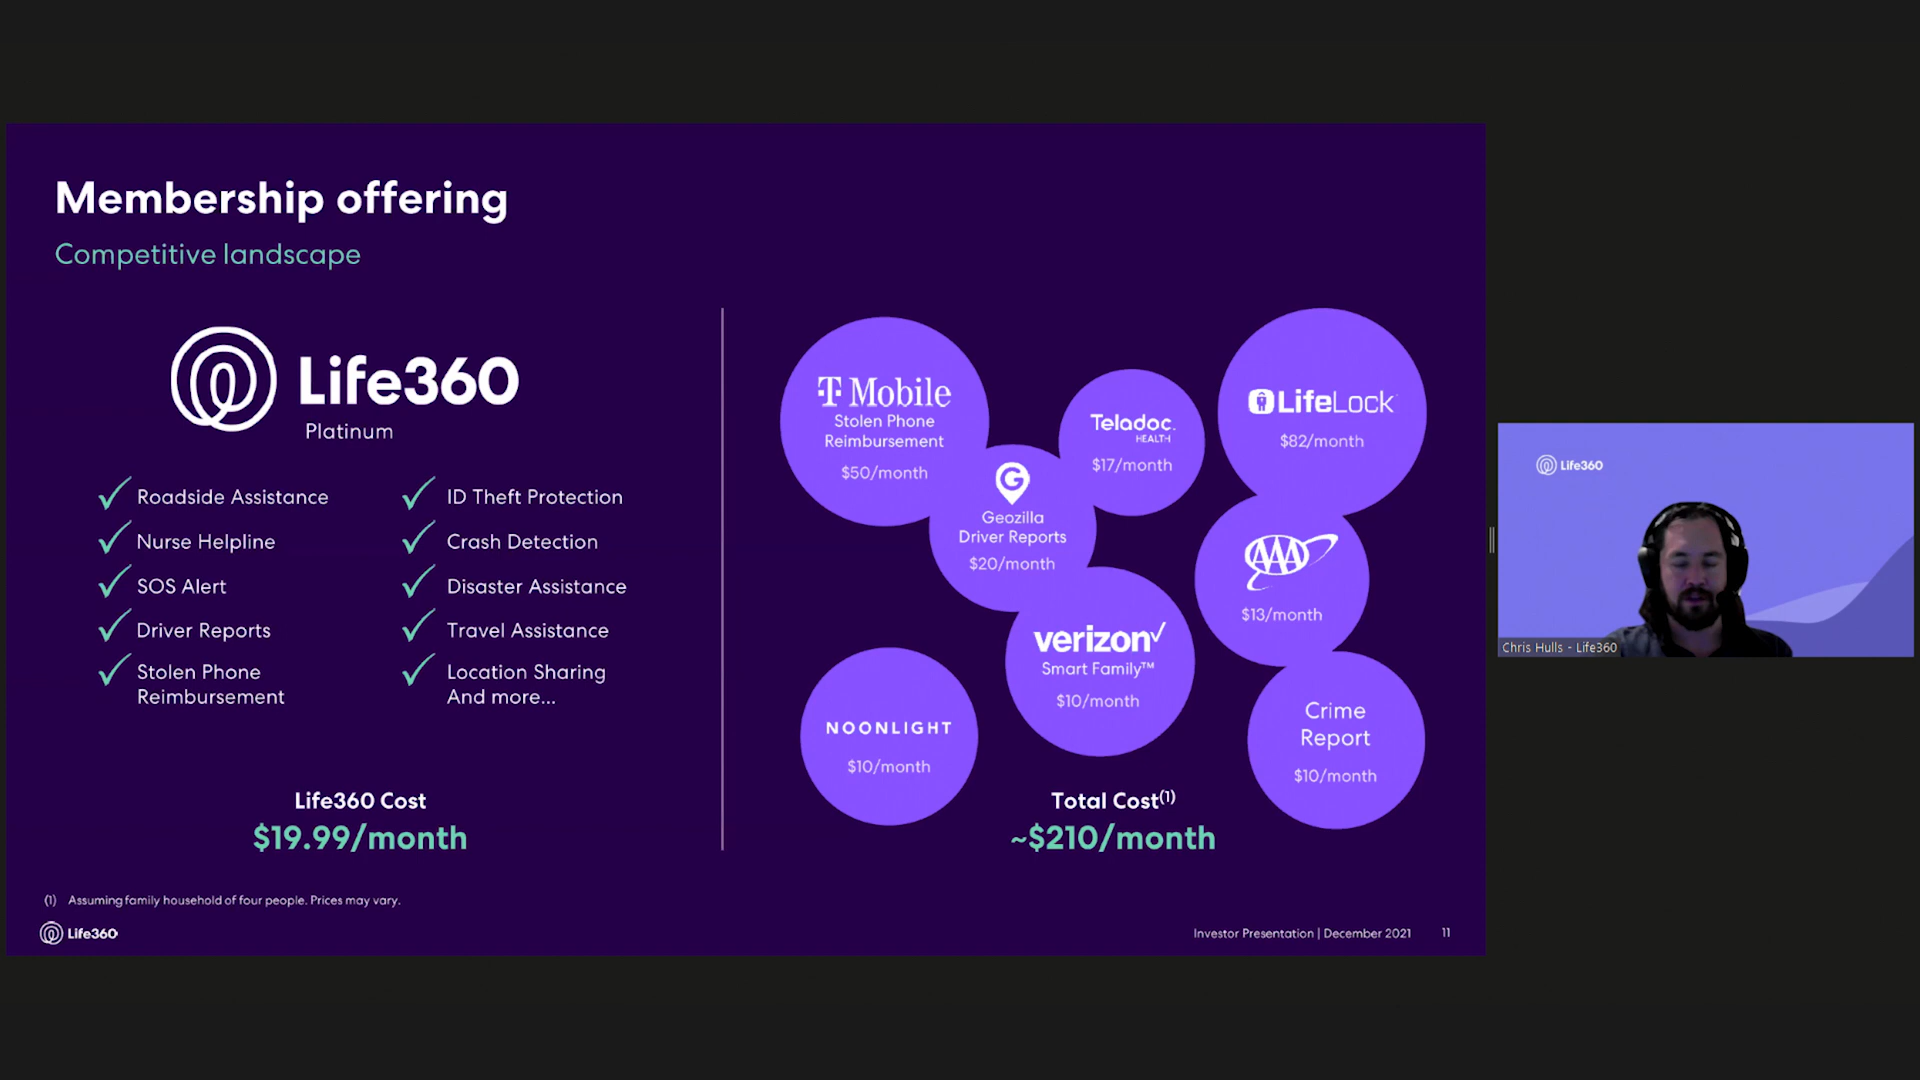 Membership offering
Competitive landscape
Life360
Platinum
Roadside Assistance
Nurse Helpline
SOS Alert
Driver Reports
Stolen Phone
Reimbursement
ID Theft Protection
Crash Detection
Disaster Assistance
Travel Assistance
Location Sharing
And more...
Life360 Cost
$19.99/month
T Mobile
Stolen Phone
Reimbursement
$50/month
Teladoc.
HEALTH
$17/month
LifeLock
$82/month
G
Geozilla
Driver Reports
$20/month
AAA
$13/month
verizon✓
Smart Family™
$10/month
NOONLIGHT
$10/month
Crime
Report
$10/month
Total Cost(1)
~$210/month
(1) Assuming family household of four people. Prices may vary.
Life360
Investor Presentation | December 2021 11
Life360
Chris Hulls - Life360